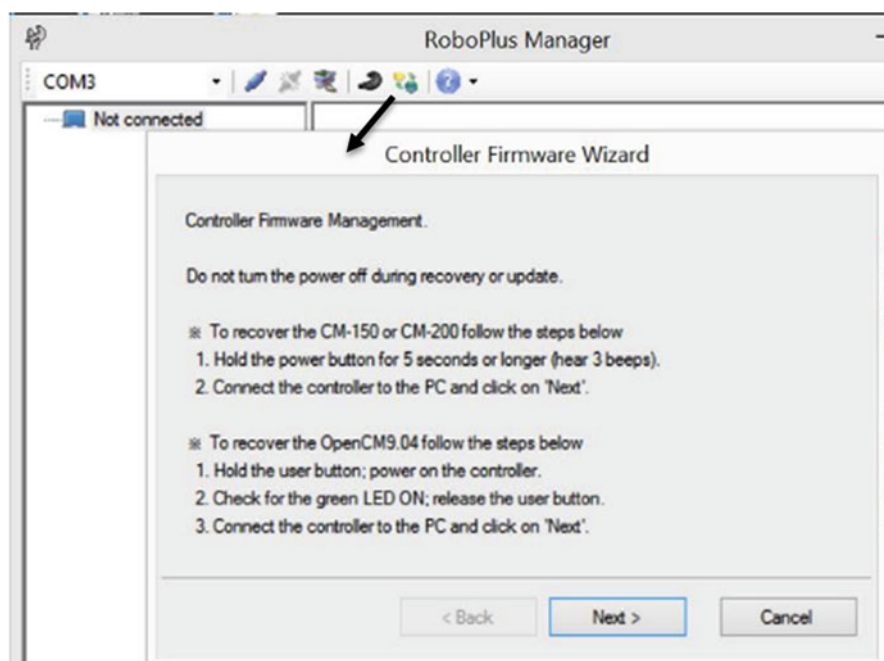 RoboPlus Manager
COM3
Not connected
Controller Firmware Wizard
Controller Firmware Management.
Do not turn the power off during recovery or update.
※ To recover the CM-150 or CM-200 follow the steps below
1. Hold the power button for 5 seconds or longer (hear 3 beeps).
2. Connect the controller to the PC and click on 'Next'.
※ To recover the OpenCM9.04 follow the steps below
1. Hold the user button; power on the controller.
2. Check for the green LED ON; release the user button.
3. Connect the controller to the PC and click on 'Next'.
< Back
Next >
Cancel